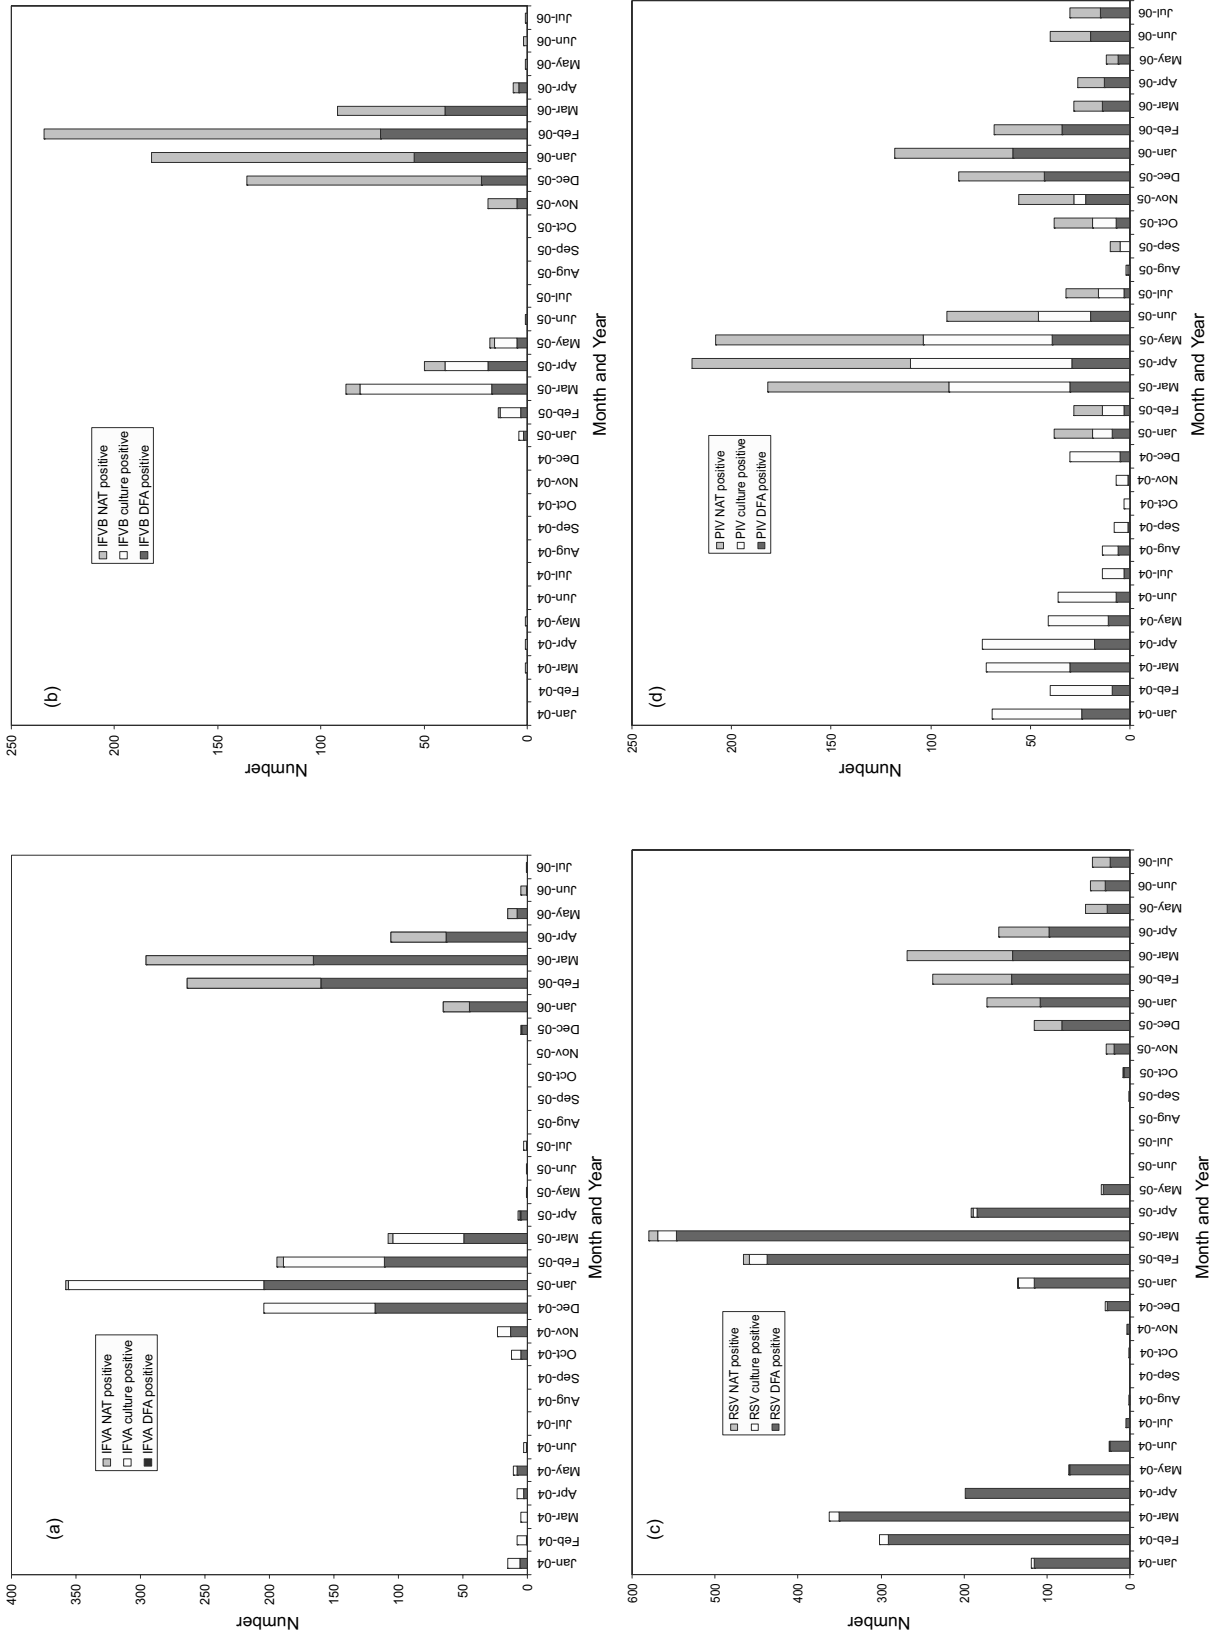 (a)
Number
400
350
300
250
200
150
100
50
0
IFVA NAT positive
IFVA culture positive
IFVA DFA positive
Jan-04
Feb-04
Mar-04
Apr-04
May-04
Jun-04
Jul-04
Aug-04
Sep-04
Oct-04
Nov-04
Dec-04
Jan-05
Feb-05
Mar-05
Apr-05
May-05
Jun-05
Jul-05
Aug-05
Sep-05
Oct-05
Nov-05
Dec-05
Jan-06
Feb-06
Mar-06
Apr-06
May-06
Jun-06
Jul-06
Month and Year
(b)
Number
250
200
150
100
50
0
IFVB NAT positive
IFVB culture positive
IFVB DFA positive
Jan-04
Feb-04
Mar-04
Apr-04
May-04
Jun-04
Jul-04
Aug-04
Sep-04
Oct-04
Nov-04
Dec-04
Jan-05
Feb-05
Mar-05
Apr-05
May-05
Jun-05
Jul-05
Aug-05
Sep-05
Oct-05
Nov-05
Dec-05
Jan-06
Feb-06
Mar-06
Apr-06
May-06
Jun-06
Jul-06
Month and Year
(c)
Number
600
500
400
300
200
100
0
RSV NAT positive
RSV culture positive
RSV DFA positive
Jan-04
Feb-04
Mar-04
Apr-04
May-04
Jun-04
Jul-04
Aug-04
Sep-04
Oct-04
Nov-04
Dec-04
Jan-05
Feb-05
Mar-05
Apr-05
May-05
Jun-05
Jul-05
Aug-05
Sep-05
Oct-05
Nov-05
Dec-05
Jan-06
Feb-06
Mar-06
Apr-06
May-06
Jun-06
Jul-06
Month and Year
(d)
Number
250
200
150
100
50
0
PIV NAT positive
PIV culture positive
PIV DFA positive
Jan-04
Feb-04
Mar-04
Apr-04
May-04
Jun-04
Jul-04
Aug-04
Sep-04
Oct-04
Nov-04
Dec-04
Jan-05
Feb-05
Mar-05
Apr-05
May-05
Jun-05
Jul-05
Aug-05
Sep-05
Oct-05
Nov-05
Dec-05
Jan-06
Feb-06
Mar-06
Apr-06
May-06
Jun-06
Jul-06
Month and Year